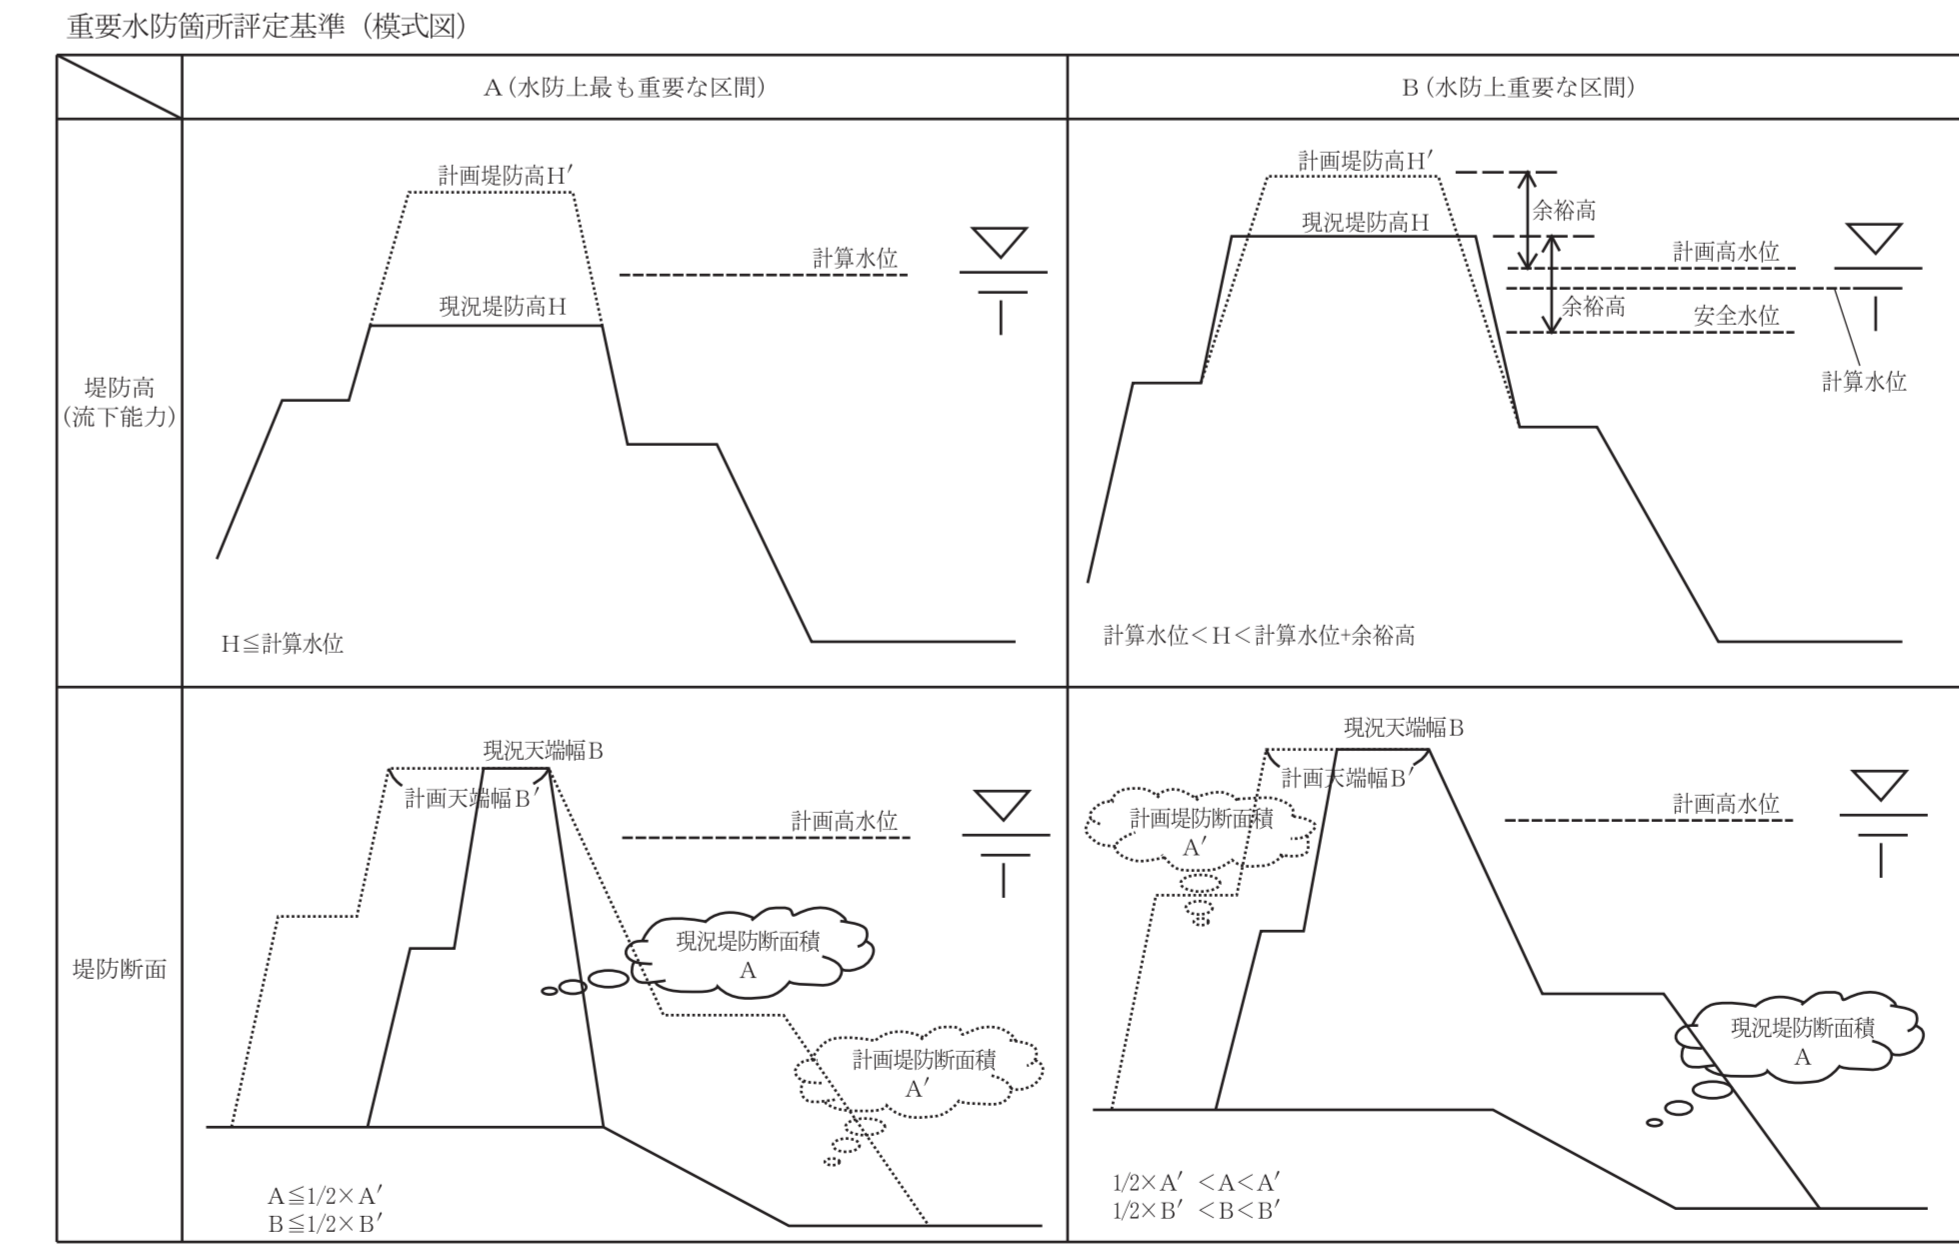 重要水防箇所評定基準（模式図）
A（水防上最も重要な区間）
B（水防上重要な区間）
堤防高
（流下能力）
計画堤防高H′
計算水位
現況堤防高H
H≦計算水位
計画堤防高H′
余裕高
現況堤防高H
計画高水位
余裕高
安全水位
計算水位
計算水位＜H＜計算水位+余裕高
堤防断面
現況天端幅B
計画天端幅B′
計画高水位
現況堤防断面積
A
計画堤防断面積
A′
A≦1/2×A′
B≦1/2×B′
現況天端幅B
計画天端幅B′
計画高水位
計画堤防断面積
A′
現況堤防断面積
A
1/2×A′ ＜A＜A′
1/2×B′ ＜B＜B′